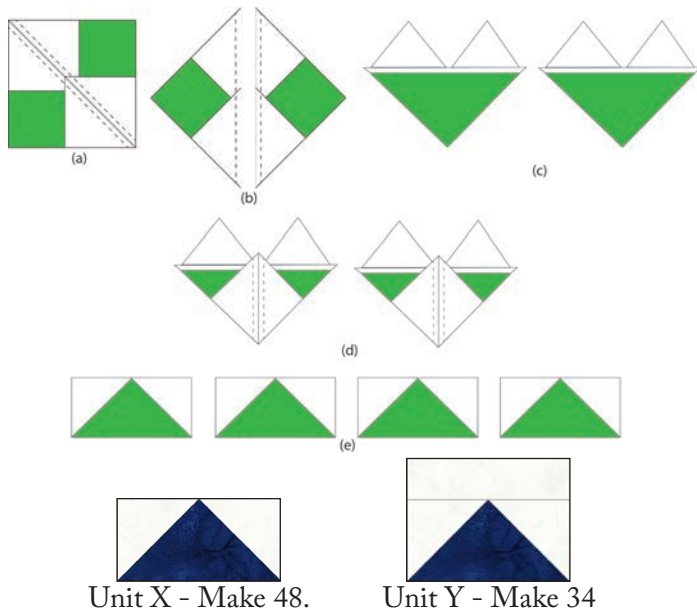 (a)
(b)
(c)
(d)
(e)
Unit X - Make 48.
Unit Y - Make 34